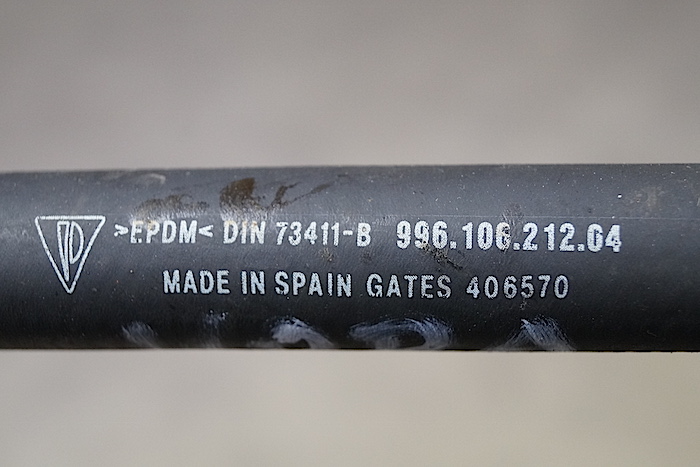 >EPDM< DIN 73411-B 996.106.212.04
MADE IN SPAIN GATES 406570